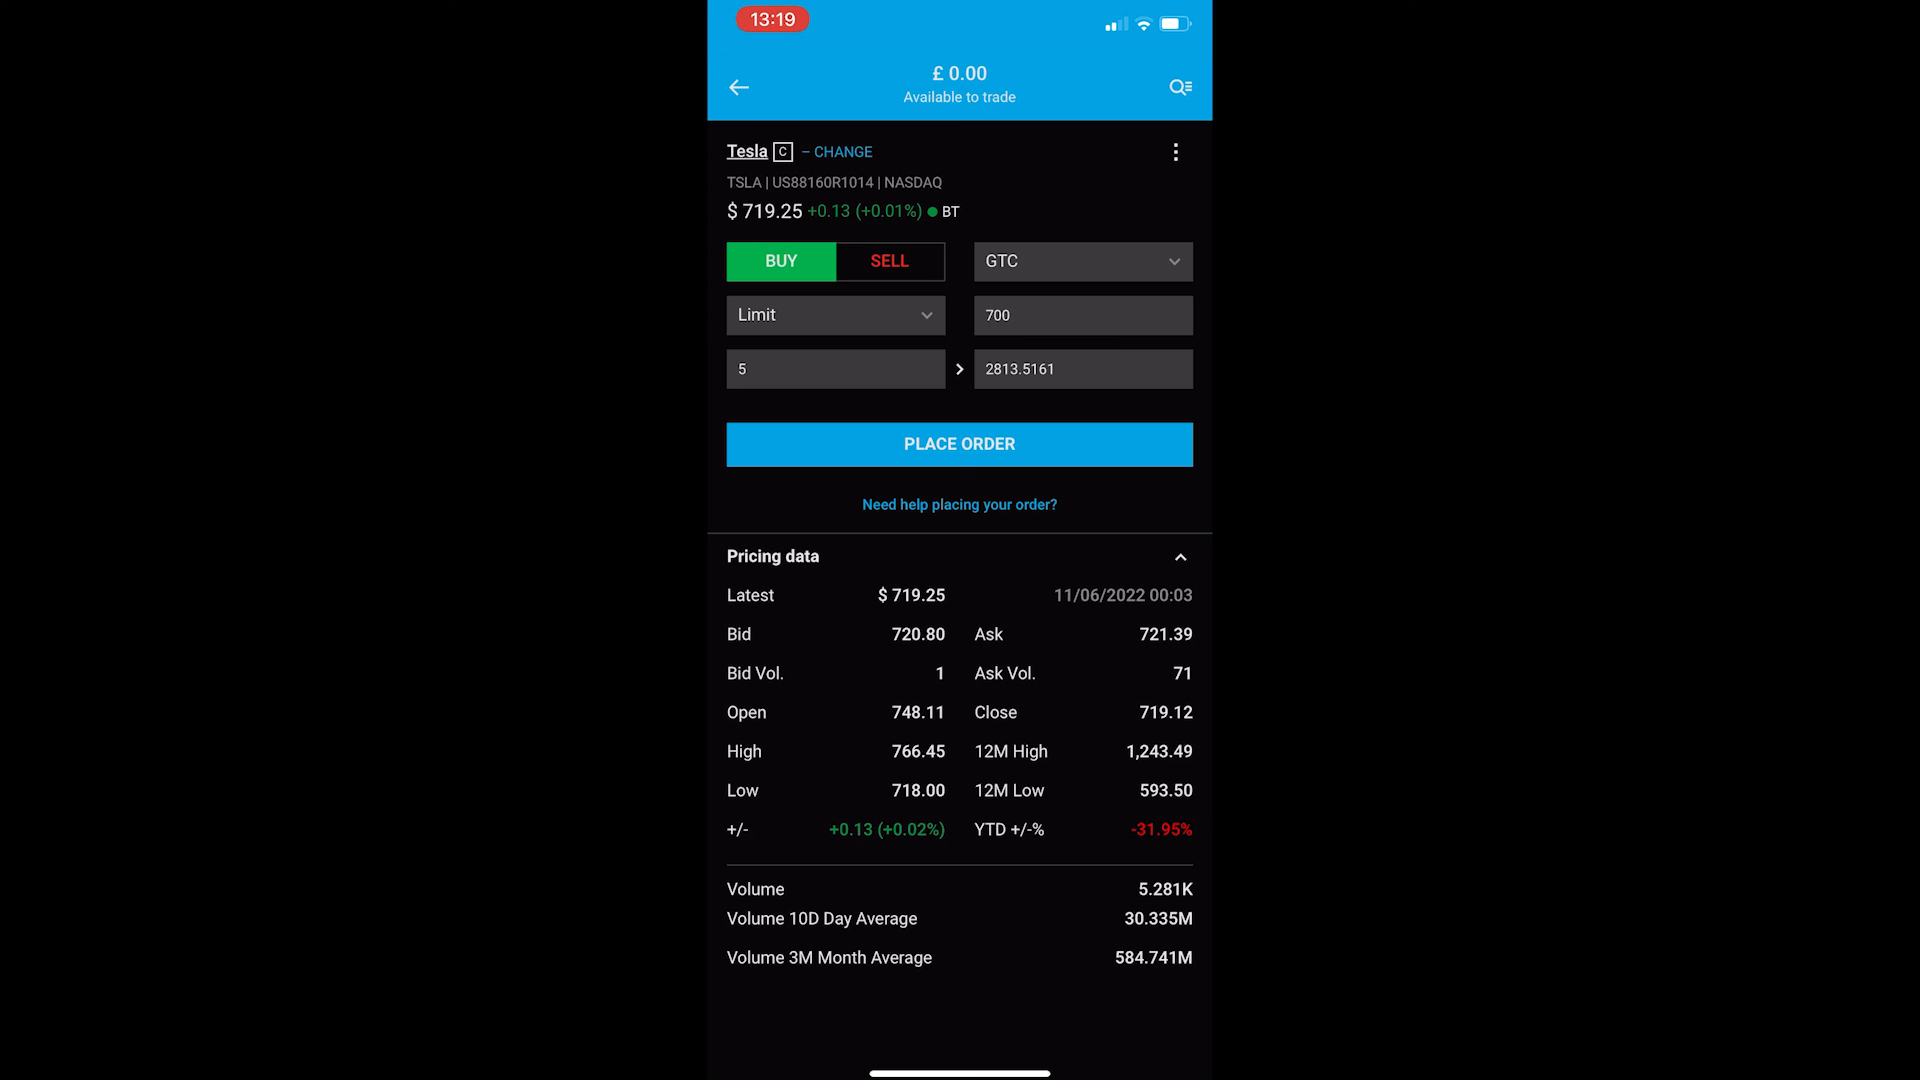 13:19
£ 0.00
Available to trade
Tesla C – CHANGE
TSLA | US88160R1014 | NASDAQ
$ 719.25 +0.13 (+0.01%) BT
BUY SELL GTC
Limit 700
5 2813.5161
PLACE ORDER
Need help placing your order?
Pricing data
Latest $ 719.25 11/06/2022 00:03
Bid 720.80 Ask 721.39
Bid Vol. 1 Ask Vol. 71
Open 748.11 Close 719.12
High 766.45 12M High 1,243.49
Low 718.00 12M Low 593.50
+/- +0.13 (+0.02%) YTD +/-% -31.95%
Volume 5.281K
Volume 10D Day Average 30.335M
Volume 3M Month Average 584.741M